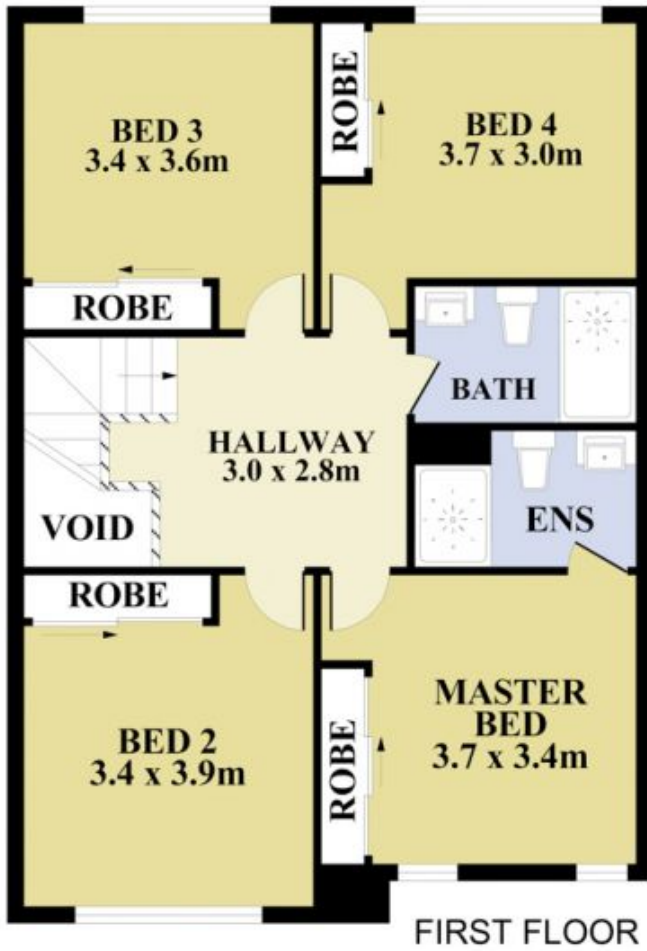 BED 3
3.4 x 3.6m
ROBE
BED 4
3.7 x 3.0m
ROBE
BATH
HALLWAY
3.0 x 2.8m
VOID
ENS
ROBE
BED 2
3.4 x 3.9m
ROBE
MASTER
BED
3.7 x 3.4m
FIRST FLOOR